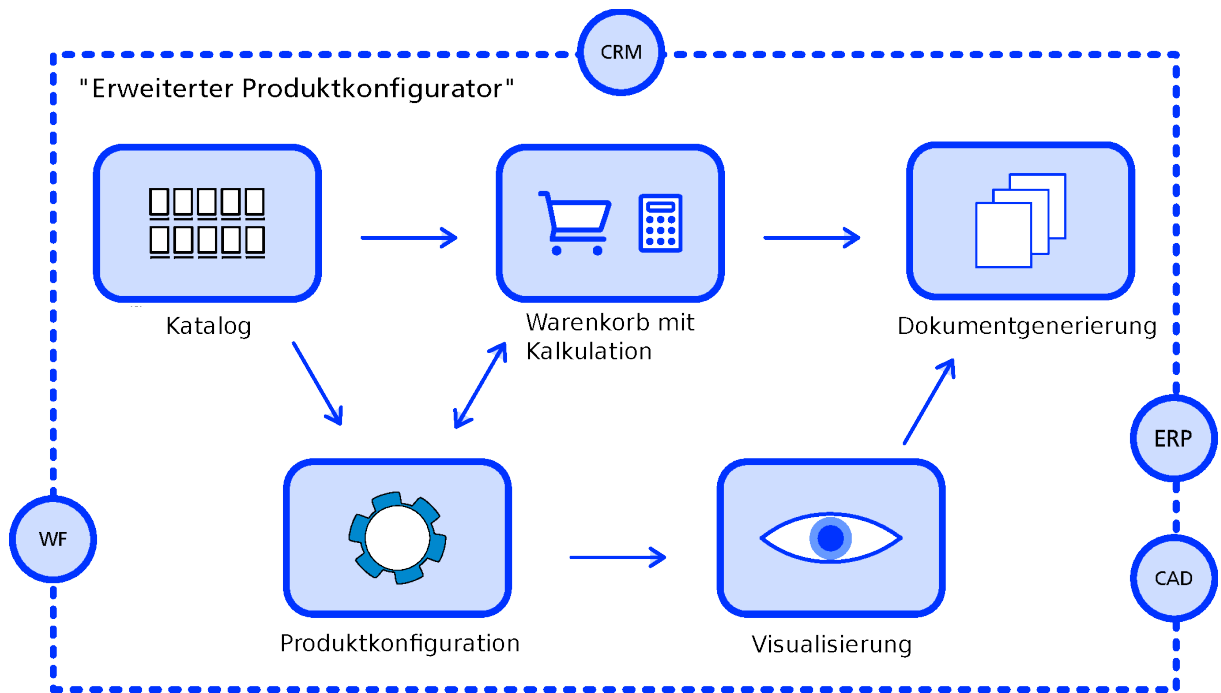 CRM
"Erweiterter Produktkonfigurator"
Katalog
Warenkorb mit
Kalkulation
Dokumentgenerierung
ERP
WF
CAD
Produktkonfiguration
Visualisierung